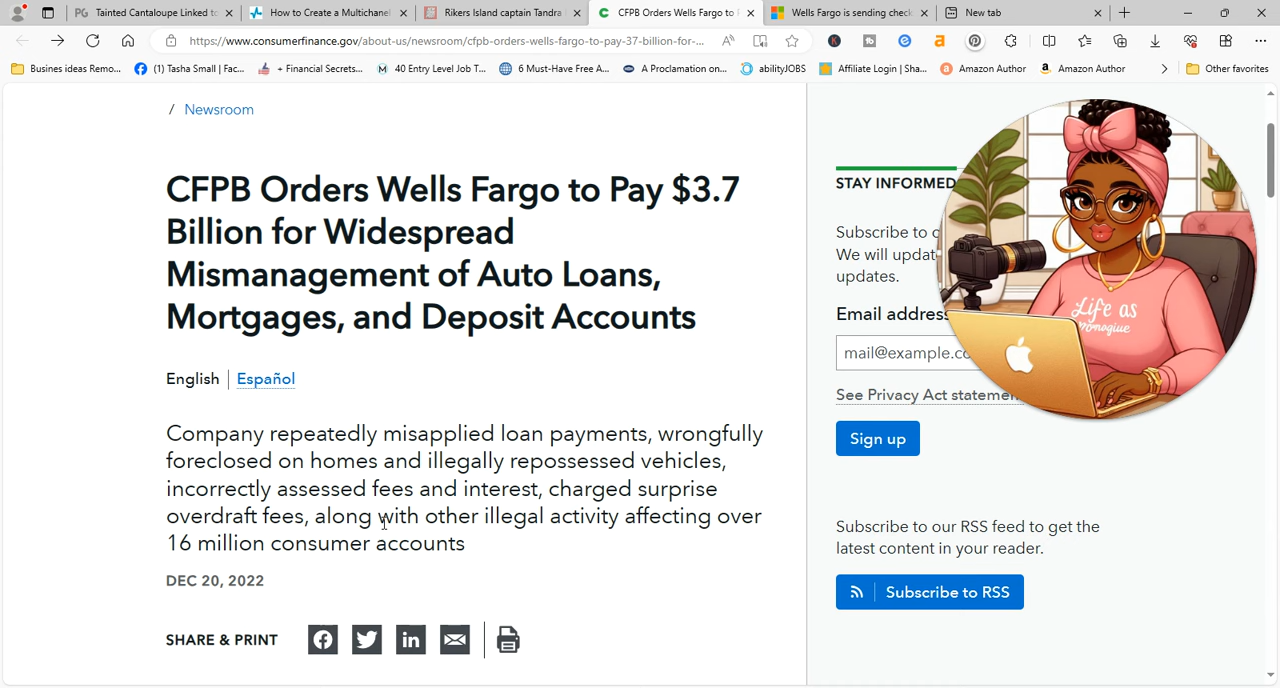 Tainted Cantaloupe Linked to
How to Create a Multichanel
Rikers Island captain Tandra
CFPB Orders Wells Fargo to P
Wells Fargo is sending check
New tab
https://www.consumerfinance.gov/about-us/newsroom/cfpb-orders-wells-fargo-to-pay-37-billion-for-...
Busines ideas Remo...
(1) Tasha Small | Fac...
+ Financial Secrets...
40 Entry Level Job T...
6 Must-Have Free A...
A Proclamation on...
abilityJOBS
Affiliate Login | Sha...
Amazon Author
Amazon Author
Other favorites
/ Newsroom
CFPB Orders Wells Fargo to Pay $3.7
Billion for Widespread
Mismanagement of Auto Loans,
Mortgages, and Deposit Accounts
English
Español
Company repeatedly misapplied loan payments, wrongfully
foreclosed on homes and illegally repossessed vehicles,
incorrectly assessed fees and interest, charged surprise
overdraft fees, along with other illegal activity affecting over
16 million consumer accounts
DEC 20, 2022
SHARE & PRINT
STAY INFORMED
Subscribe to
We will updat
updates.
Email address
mail@example.co
See Privacy Act statemen
Sign up
Subscribe to our RSS feed to get the
latest content in your reader.
Subscribe to RSS
Life as